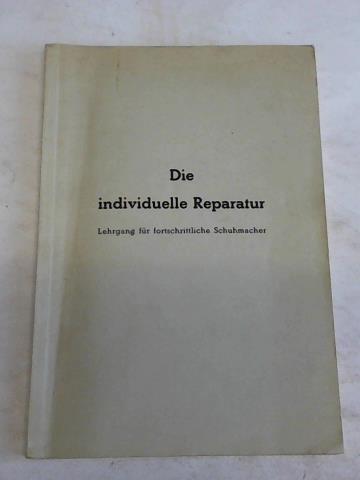 Die
individuelle Reparatur
Lehrgang für fortschrittliche Schuhmacher